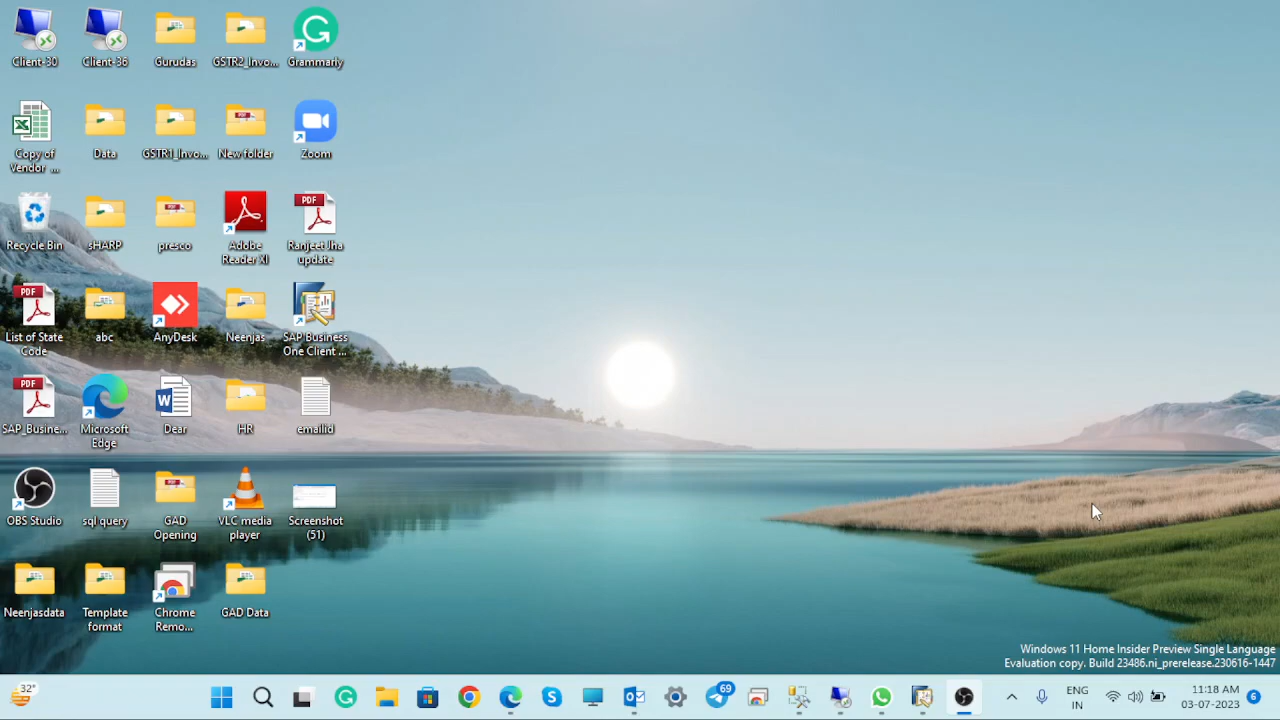 Client-30
Client-36
Gurudas
GSTR2_Invo...
Grammarly
Copy of
Vendor ...
Data
GSTR1_Invo...
New folder
Zoom
Recycle Bin
sHARP
presco
Adobe
Reader XI
PDF
Ranjeet Jha
update
PDF
List of State
Code
abc
AnyDesk
Neenjas
SAP Business
One Client ...
PDF
SAP_Busine...
Microsoft
Edge
Dear
HR
emailid
OBS Studio
sql query
GAD
Opening
VLC media
player
Screenshot
(51)
Neenjasdata
Template
format
Chrome
Remo...
GAD Data
Windows 11 Home Insider Preview Single Language
Evaluation copy. Build 23486.ni_prerelease.230616-1447
32°
69
ENG
IN
11:18 AM
03-07-2023
6